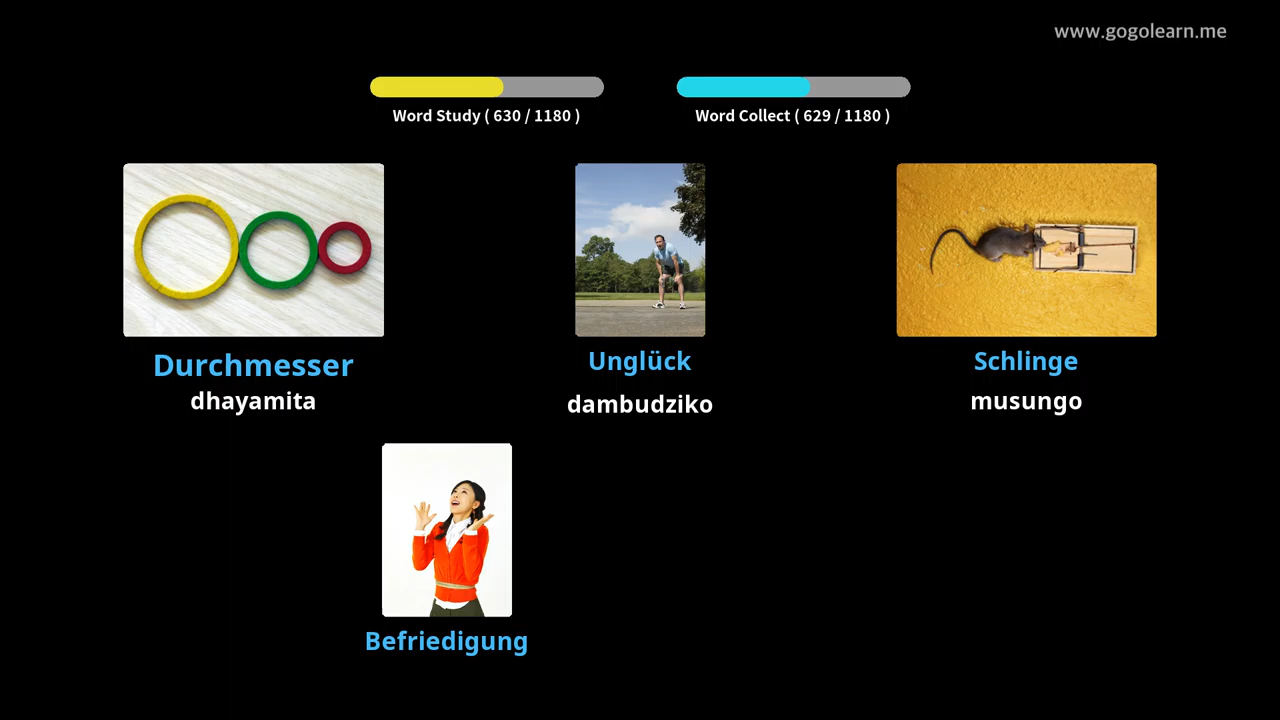 www.gogolearn.me
Word Study ( 630 / 1180 )
Word Collect ( 629 / 1180 )
Durchmesser
dhayamita
Unglück
dambudziko
Schlinge
musungo
Befriedigung